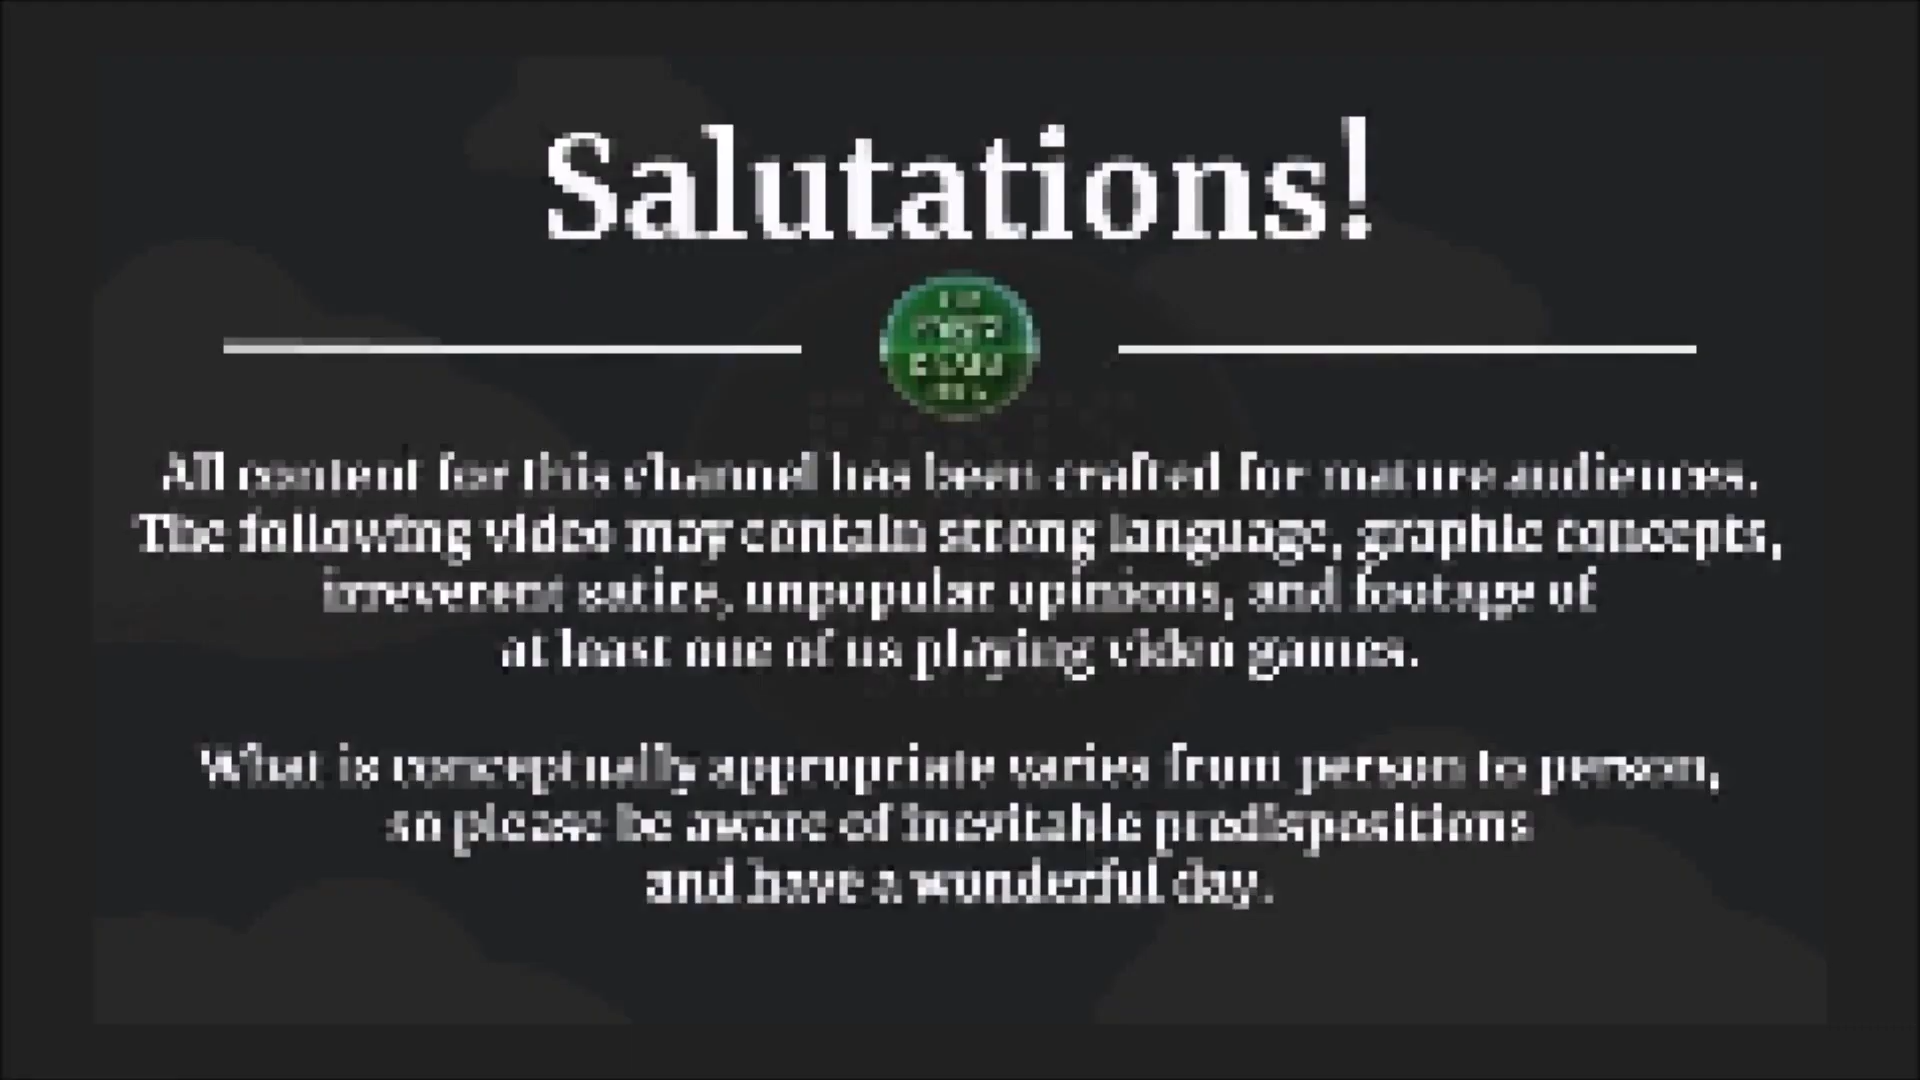 Salutations!
All content for this channel has been crafted for mature audiences.
The following video may contain strong language, graphic concepts,
irreverent satire, unpopular opinions, and footage of
at least one of us playing video games.
What is conceptually appropriate varies from person to person,
so please be aware of inevitable predispositions
and have a wonderful day.